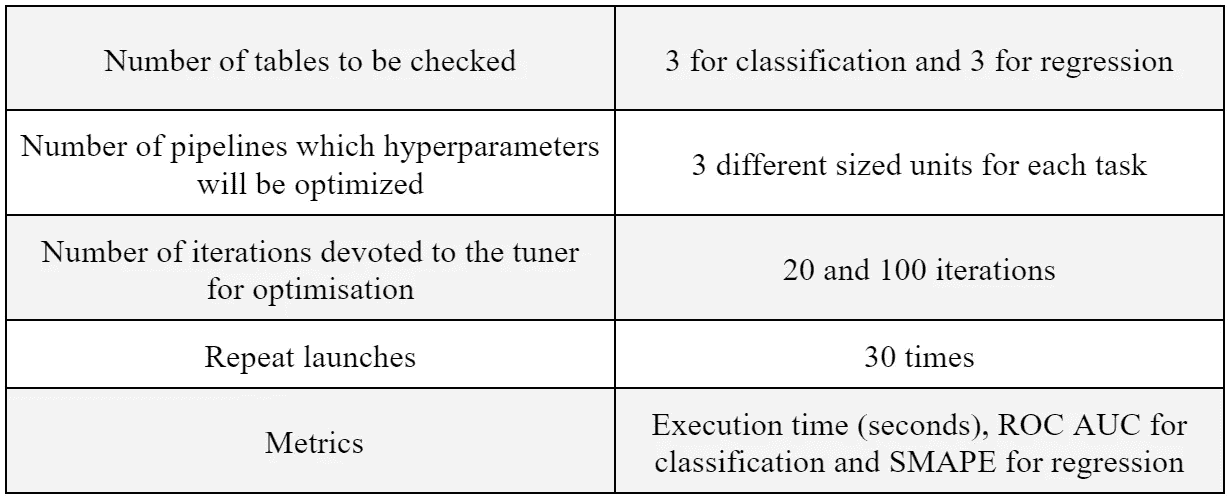 Number of tables to be checked
3 for classification and 3 for regression
Number of pipelines which hyperparameters
will be optimized
3 different sized units for each task
Number of iterations devoted to the tuner
for optimisation
20 and 100 iterations
Repeat launches
30 times
Metrics
Execution time (seconds), ROC AUC for
classification and SMAPE for regression